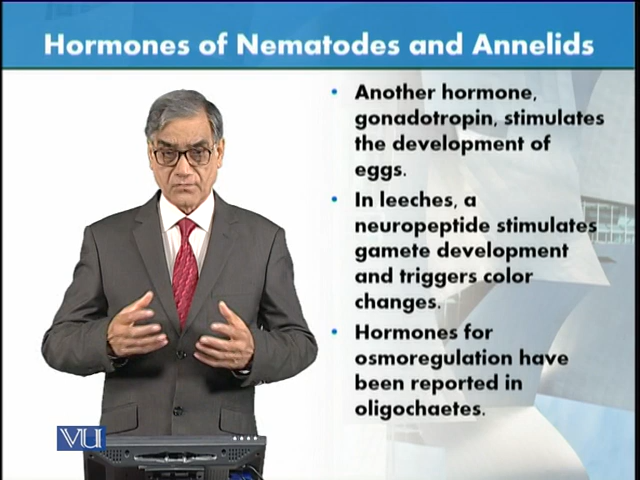 Hormones of Nematodes and Annelids
• Another hormone,
gonadotropin, stimulates
the development of
eggs.
• In leeches, a
neuropeptide stimulates
gamete development
and triggers color
changes.
• Hormones for
osmoregulation have
been reported in
oligochaetes.
VU